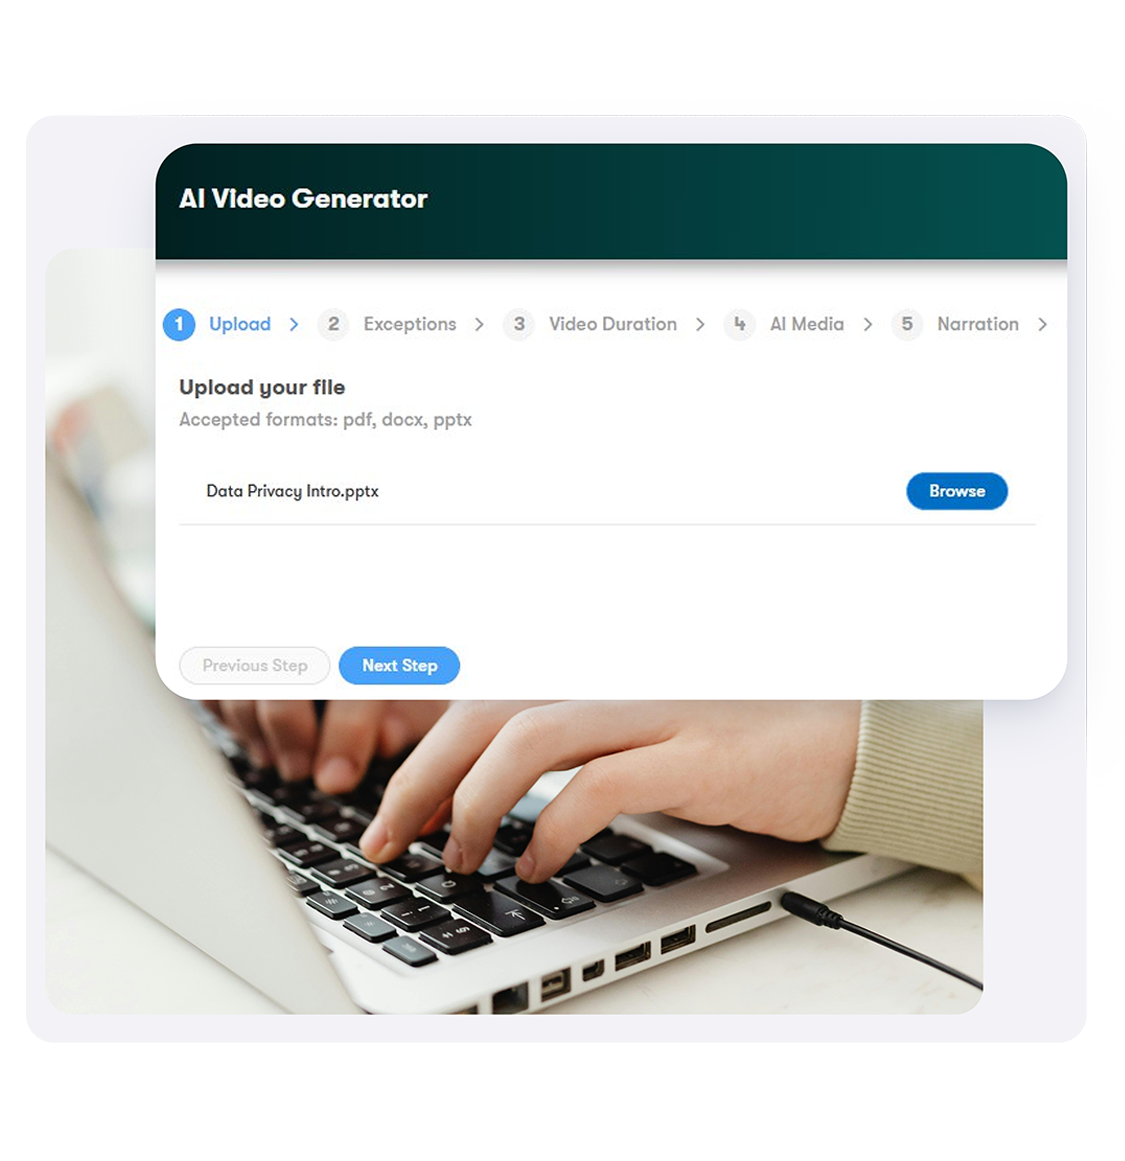 AI Video Generator
1 Upload > 2 Exceptions > 3 Video Duration > 4 AI Media > 5 Narration >
Upload your file
Accepted formats: pdf, docx, pptx
Data Privacy Intro.pptx Browse
Previous Step Next Step